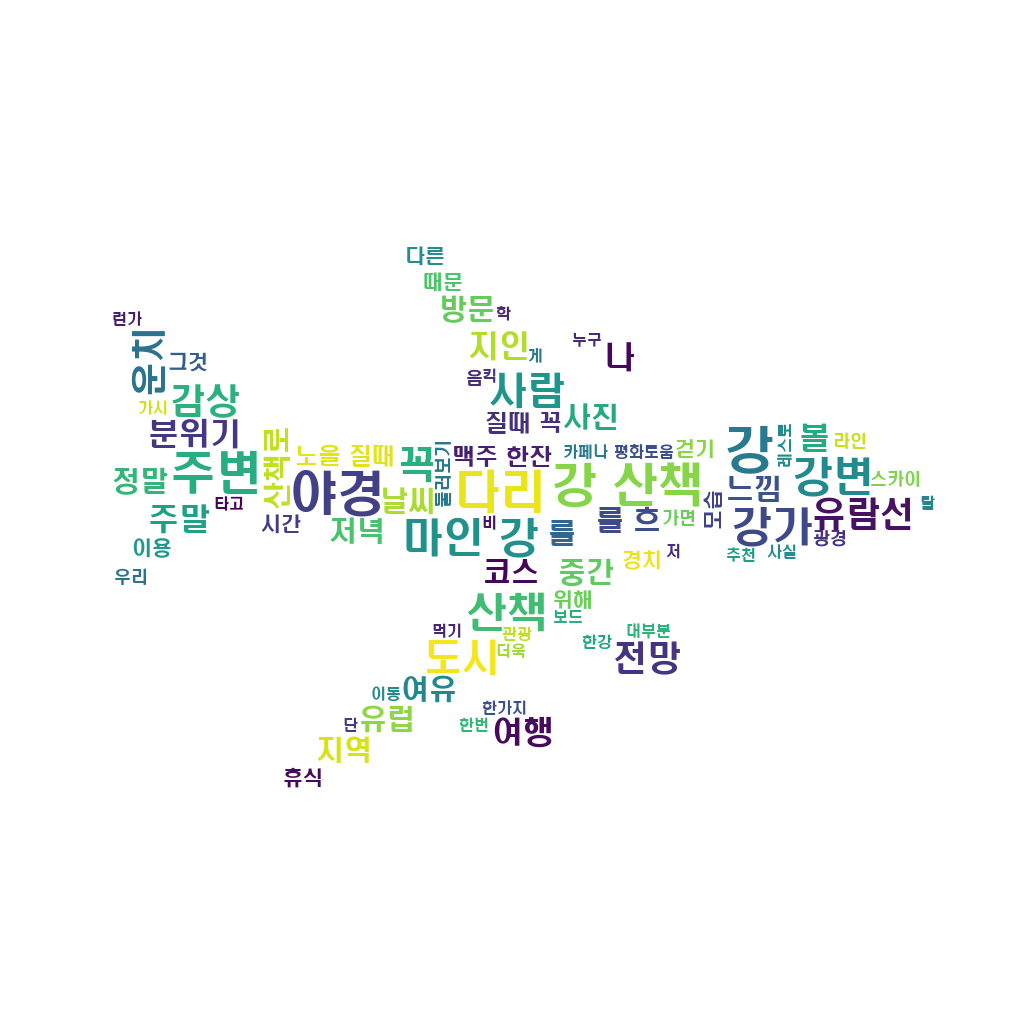 다른
때문
방문
학
런가
지인
누구
나
운치
그것
게
음킥
감상
사람
가시
사진
분위기
질때 꼭
산책로
노을 질때
꼭
둘러보기
맥주 한잔
카페나
평화로움
걷기
강
레스토
볼
라인
정말
주변
야경
날씨
다리
강 산책
모습
느낌
강변
스카이
타고
주말
시간
저녁
마인 강
비
를
를 흐
가면
강가
유람선
광경
달
이용
우리
코스
중간
경치
저
추천
사실
산책
위해
보드
먹기
관광
더욱
한강
대부분
도시
전망
이동
여유
한가지
단
유럽
한번
여행
지역
휴식